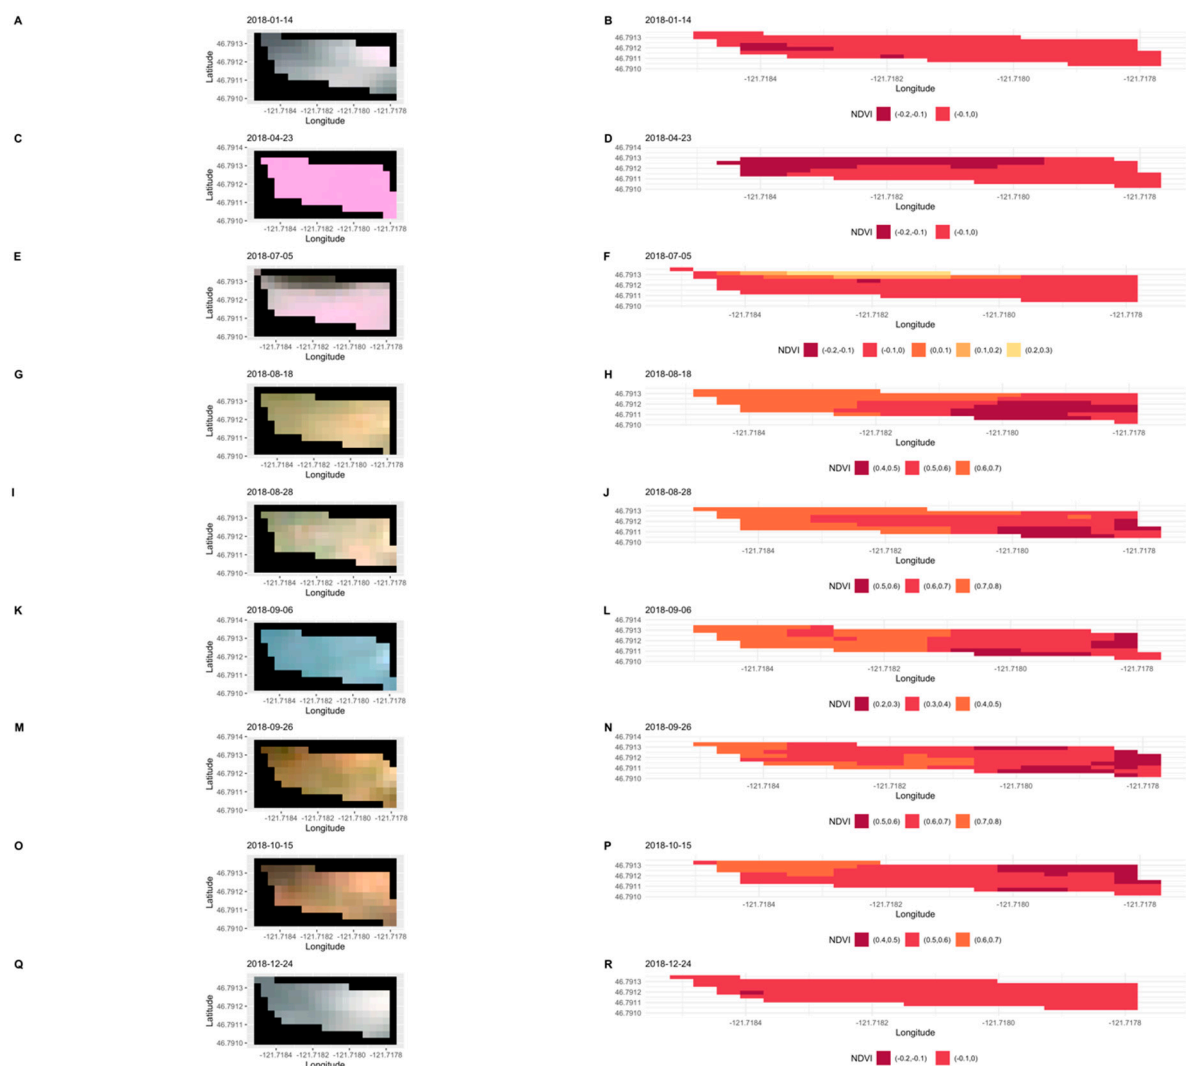 A 2018-01-14
46.7913
46.7912
46.7911
46.7910
Latitude
-121.7184 -121.7182 -121.7180 -121.7178
Longitude
B 2018-01-14
46.7913
46.7912
46.7911
46.7910
-121.7184 -121.7182 -121.7180 -121.7178
Longitude
NDVI (-0.2,-0.1) (-0.1,0)
C 2018-04-23
46.7914
46.7913
46.7912
46.7911
46.7910
Latitude
-121.7184 -121.7182 -121.7180 -121.7178
Longitude
D 2018-04-23
46.7914
46.7913
46.7912
46.7911
46.7910
-121.7184 -121.7182 -121.7180 -121.7178
Longitude
NDVI (-0.2,-0.1) (-0.1,0)
E 2018-07-05
46.7913
46.7912
46.7911
46.7910
Latitude
-121.7184 -121.7182 -121.7180 -121.7178
Longitude
F 2018-07-05
46.7913
46.7912
46.7911
46.7910
-121.7184 -121.7182 -121.7180 -121.7178
Longitude
NDVI (-0.2,-0.1) (-0.1,0) (0,0.1) (0.1,0.2) (0.2,0.3)
G 2018-08-18
46.7913
46.7912
46.7911
46.7910
Latitude
-121.7184 -121.7182 -121.7180 -121.7178
Longitude
H 2018-08-18
46.7913
46.7912
46.7911
46.7910
-121.7184 -121.7182 -121.7180 -121.7178
Longitude
NDVI (0.4,0.5) (0.5,0.6) (0.6,0.7)
I 2018-08-28
46.7913
46.7912
46.7911
46.7910
Latitude
-121.7184 -121.7182 -121.7180 -121.7178
Longitude
J 2018-08-28
46.7913
46.7912
46.7911
46.7910
-121.7184 -121.7182 -121.7180 -121.7178
Longitude
NDVI (0.5,0.6) (0.6,0.7) (0.7,0.8)
K 2018-09-06
46.7914
46.7913
46.7912
46.7911
46.7910
Latitude
-121.7184 -121.7182 -121.7180 -121.7178
Longitude
L 2018-09-06
46.7914
46.7913
46.7912
46.7911
46.7910
-121.7184 -121.7182 -121.7180 -121.7178
Longitude
NDVI (0.2,0.3) (0.3,0.4) (0.4,0.5)
M 2018-09-26
46.7914
46.7913
46.7912
46.7911
46.7910
Latitude
-121.7184 -121.7182 -121.7180 -121.7178
Longitude
N 2018-09-26
46.7914
46.7913
46.7912
46.7911
46.7910
-121.7184 -121.7182 -121.7180 -121.7178
Longitude
NDVI (0.5,0.6) (0.6,0.7) (0.7,0.8)
O 2018-10-15
46.7914
46.7913
46.7912
46.7911
46.7910
Latitude
-121.7184 -121.7182 -121.7180 -121.7178
Longitude
P 2018-10-15
46.7914
46.7913
46.7912
46.7911
46.7910
-121.7184 -121.7182 -121.7180 -121.7178
Longitude
NDVI (0.4,0.5) (0.5,0.6) (0.6,0.7)
Q 2018-12-24
46.7913
46.7912
46.7911
46.7910
Latitude
-121.7184 -121.7182 -121.7180 -121.7178
Longitude
R 2018-12-24
46.7913
46.7912
46.7911
46.7910
-121.7184 -121.7182 -121.7180 -121.7178
Longitude
NDVI (-0.2,-0.1) (-0.1,0)